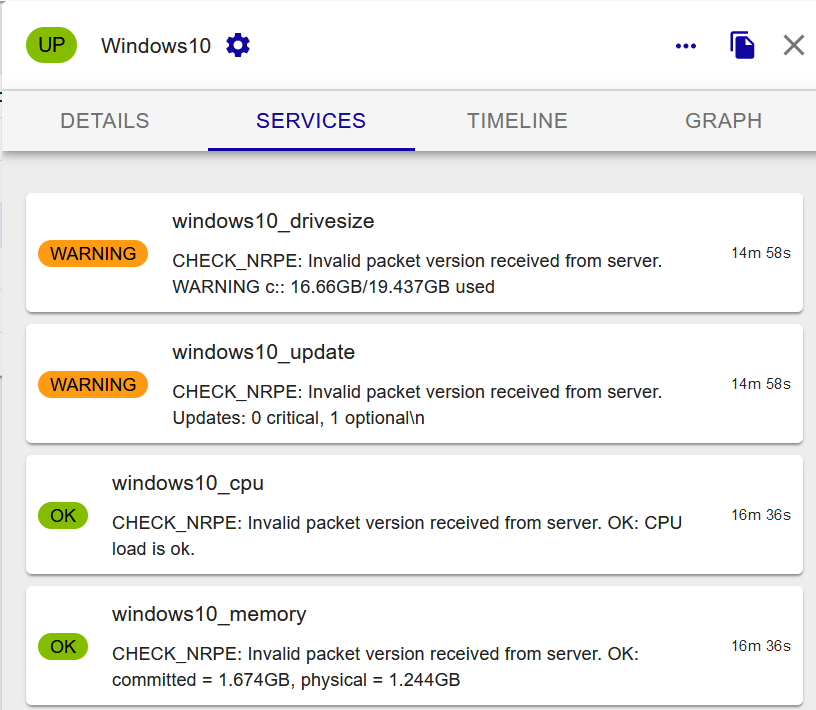 UP Windows10
DETAILS SERVICES TIMELINE GRAPH
windows10_drivesize
WARNING
CHECK_NRPE: Invalid packet version received from server.
WARNING c:: 16.66GB/19.437GB used
14m 58s
windows10_update
WARNING
CHECK_NRPE: Invalid packet version received from server.
Updates: 0 critical, 1 optional\n
14m 58s
windows10_cpu
OK
CHECK_NRPE: Invalid packet version received from server. OK: CPU
load is ok.
16m 36s
windows10_memory
OK
CHECK_NRPE: Invalid packet version received from server. OK:
committed = 1.674GB, physical = 1.244GB
16m 36s